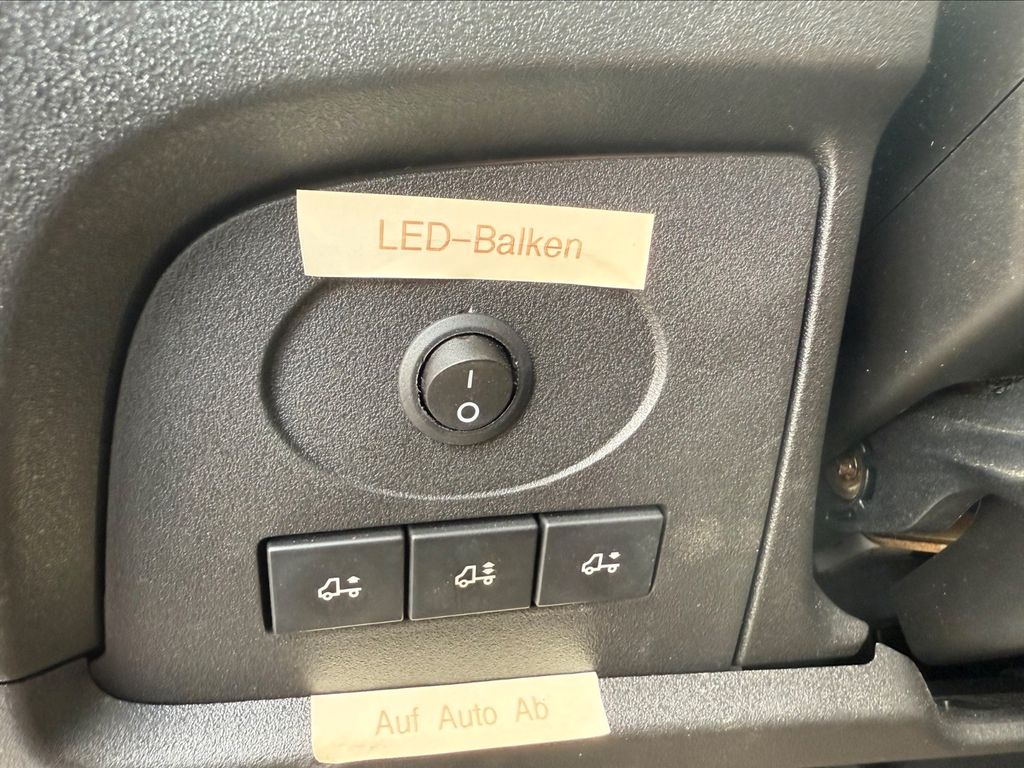 LED-Balken
I
O
Auf Auto Ab